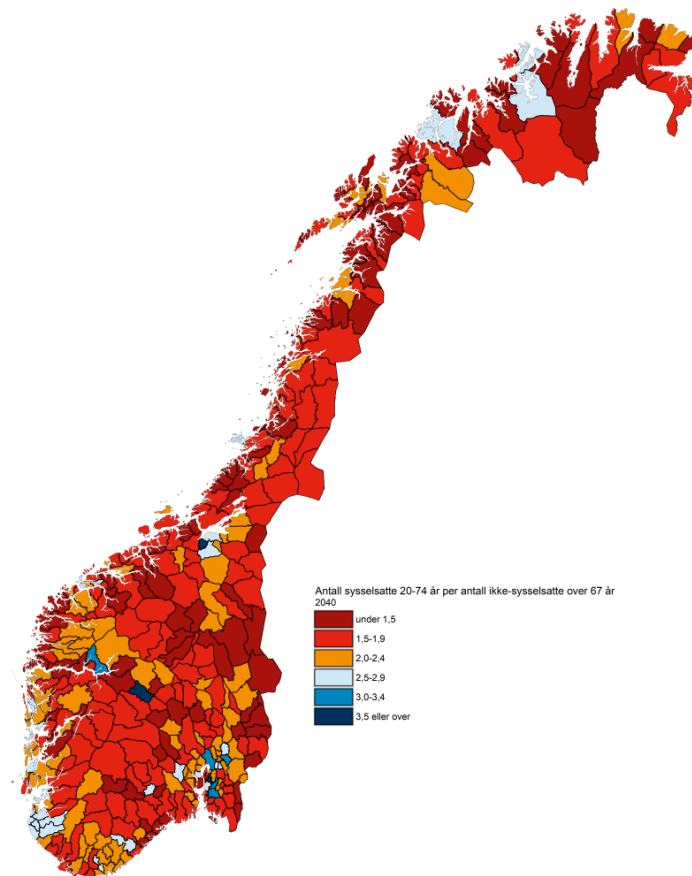 Antall sysselsatte 20-74 år per antall ikke-sysselsatte over 67 år
2040
under 1,5
1,5-1,9
2,0-2,4
2,5-2,9
3,0-3,4
3,5 eller over